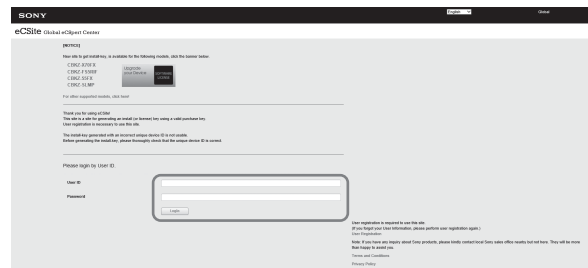 SONY
English
Global
eCSite Global eCSpert Center
[NOTICE]
New site to get install-key, is available for the following models, click the banner below:
CBKZ-X70FX
CBKZ-FS5RIF
CBKZ-55FX
CBKZ-SLMP
Upgrade
your Device
SOFTWARE
LICENSE
For other supported models, click here!
Thank you for using eCSite!
This site is a site for generating an install (or license) key using a valid purchase key.
User registration is necessary to use this site.
The install-key generated with an incorrect unique device ID is not usable.
Before generating the install-key, please thoroughly check that the unique device ID is correct.
Please login by User ID.
User ID
Password
Login
User registration is required to use this site.
(If you forgot your User Information, please perform user registration again.)
User Registration
Note: If you have any inquiry about Sony products, please kindly contact local Sony sales office nearby but not here. They will be more
than happy to assist you.
Terms and Conditions
Privacy Policy